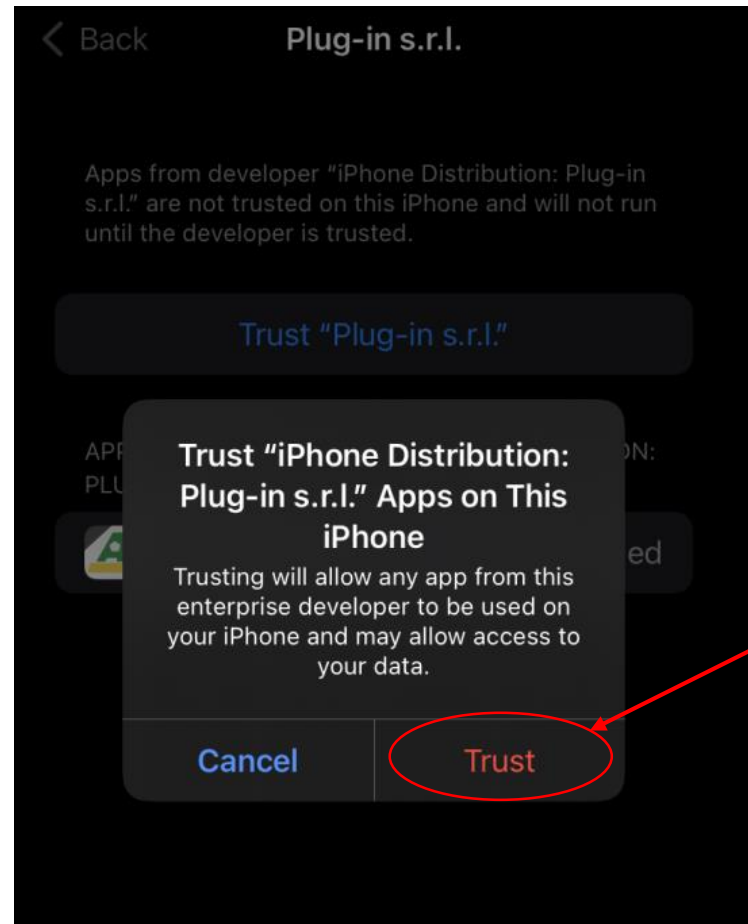 Back
Plug-in s.r.l.
Apps from developer “iPhone Distribution: Plug-in
s.r.l.” are not trusted on this iPhone and will not run
until the developer is trusted.
Trust “Plug-in s.r.l.”
Trust “iPhone Distribution:
Plug-in s.r.l.” Apps on This
iPhone
Trusting will allow any app from this
enterprise developer to be used on
your iPhone and may allow access to
your data.
Cancel
Trust